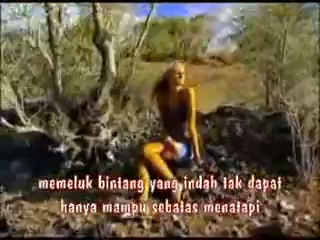 memeluk bintang yang indah tak dapat
hanya mampu sebatas menatapi